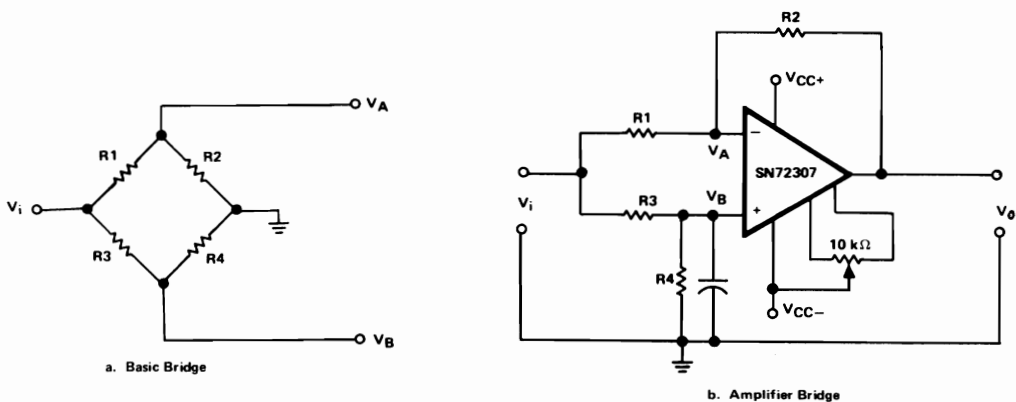 VA
R1
R2
Vi
R3
R4
VB
a. Basic Bridge
R2
VCC+
R1
VA
−
SN72307
Vi
R3
VB
+
Vo
10 kΩ
R4
VCC−
b. Amplifier Bridge